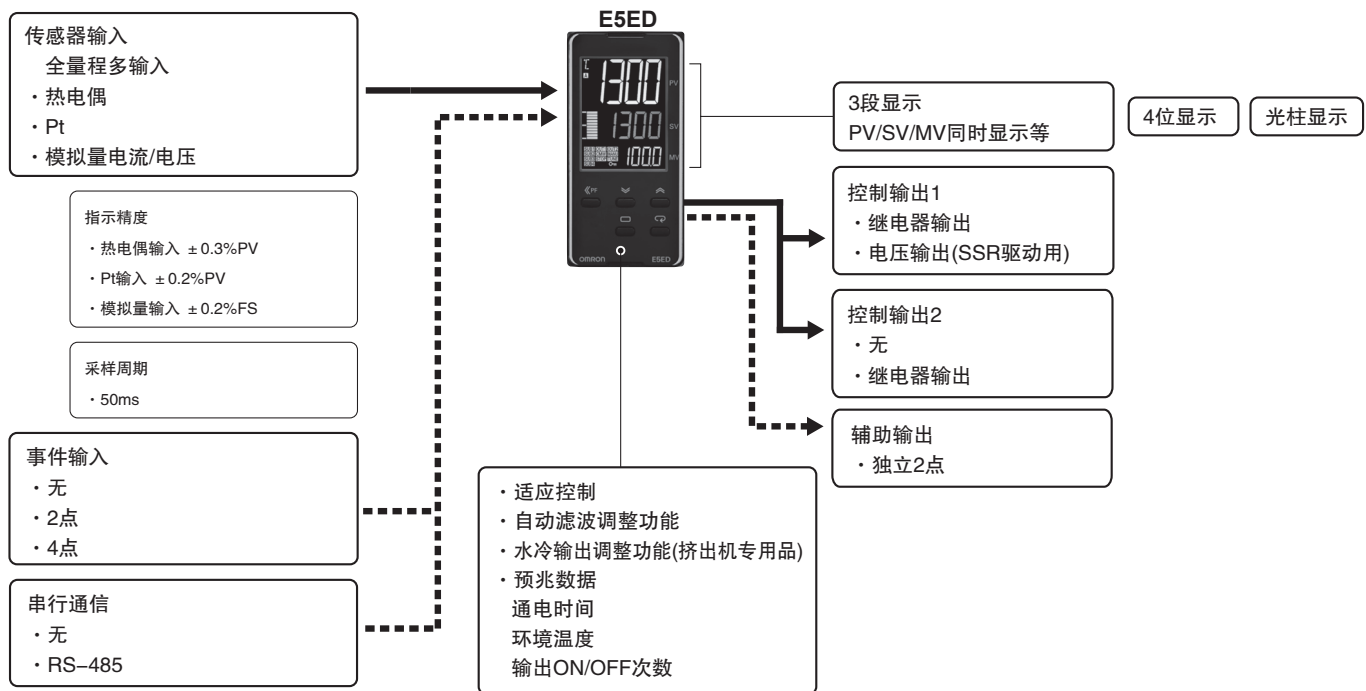 E5ED
传感器输入
全量程多输入
・热电偶
・Pt
・模拟量电流/电压
指示精度
・热电偶输入 ±0.3%PV
・Pt输入 ±0.2%PV
・模拟量输入 ±0.2%FS
采样周期
・50ms
事件输入
・无
・2点
・4点
串行通信
・无
・RS-485
1300
PV
1300
SV
100.0
MV
PF
OMRON
E5ED
3段显示
PV/SV/MV同时显示等
4位显示
光柱显示
控制输出1
・继电器输出
・电压输出(SSR驱动用)
控制输出2
・无
・继电器输出
辅助输出
・独立2点
・适应控制
・自动滤波调整功能
・水冷输出调整功能(挤出机专用品)
・预兆数据
通电时间
环境温度
输出ON/OFF次数